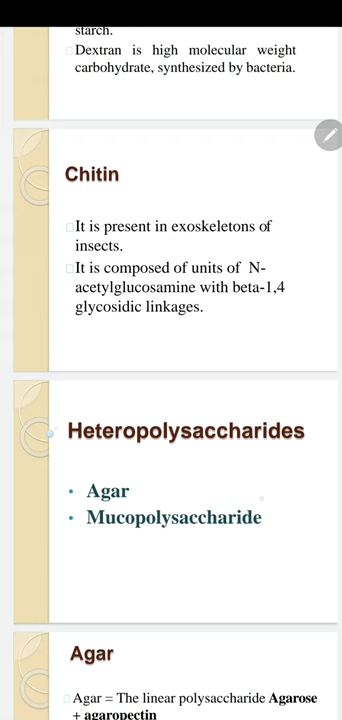 starch.
Dextran is high molecular weight
carbohydrate, synthesized by bacteria.
Chitin
It is present in exoskeletons of
insects.
It is composed of units of N-
acetylglucosamine with beta-1,4
glycosidic linkages.
Heteropolysaccharides
• Agar
• Mucopolysaccharide
Agar
Agar = The linear polysaccharide Agarose
+ agaropectin